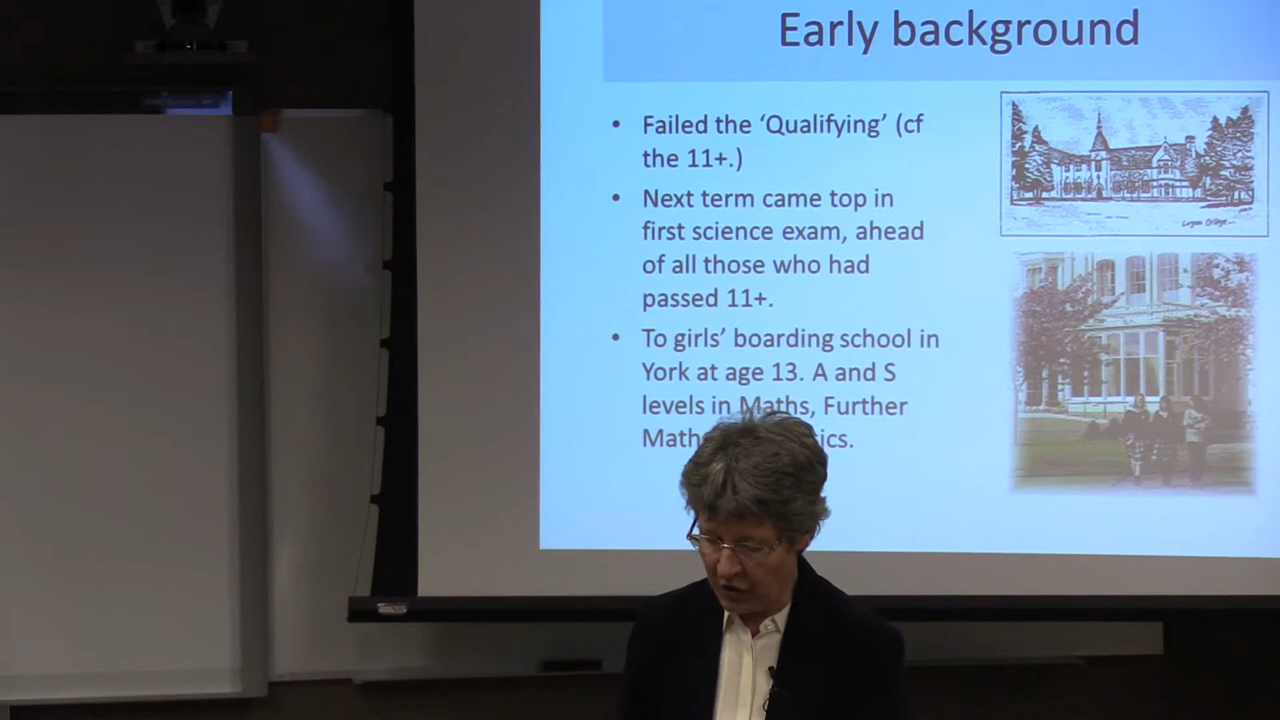 Early background
• Failed the ‘Qualifying’ (cf
the 11+.)
• Next term came top in
first science exam, ahead
of all those who had
passed 11+.
• To girls’ boarding school in
York at age 13. A and S
levels in Maths, Further